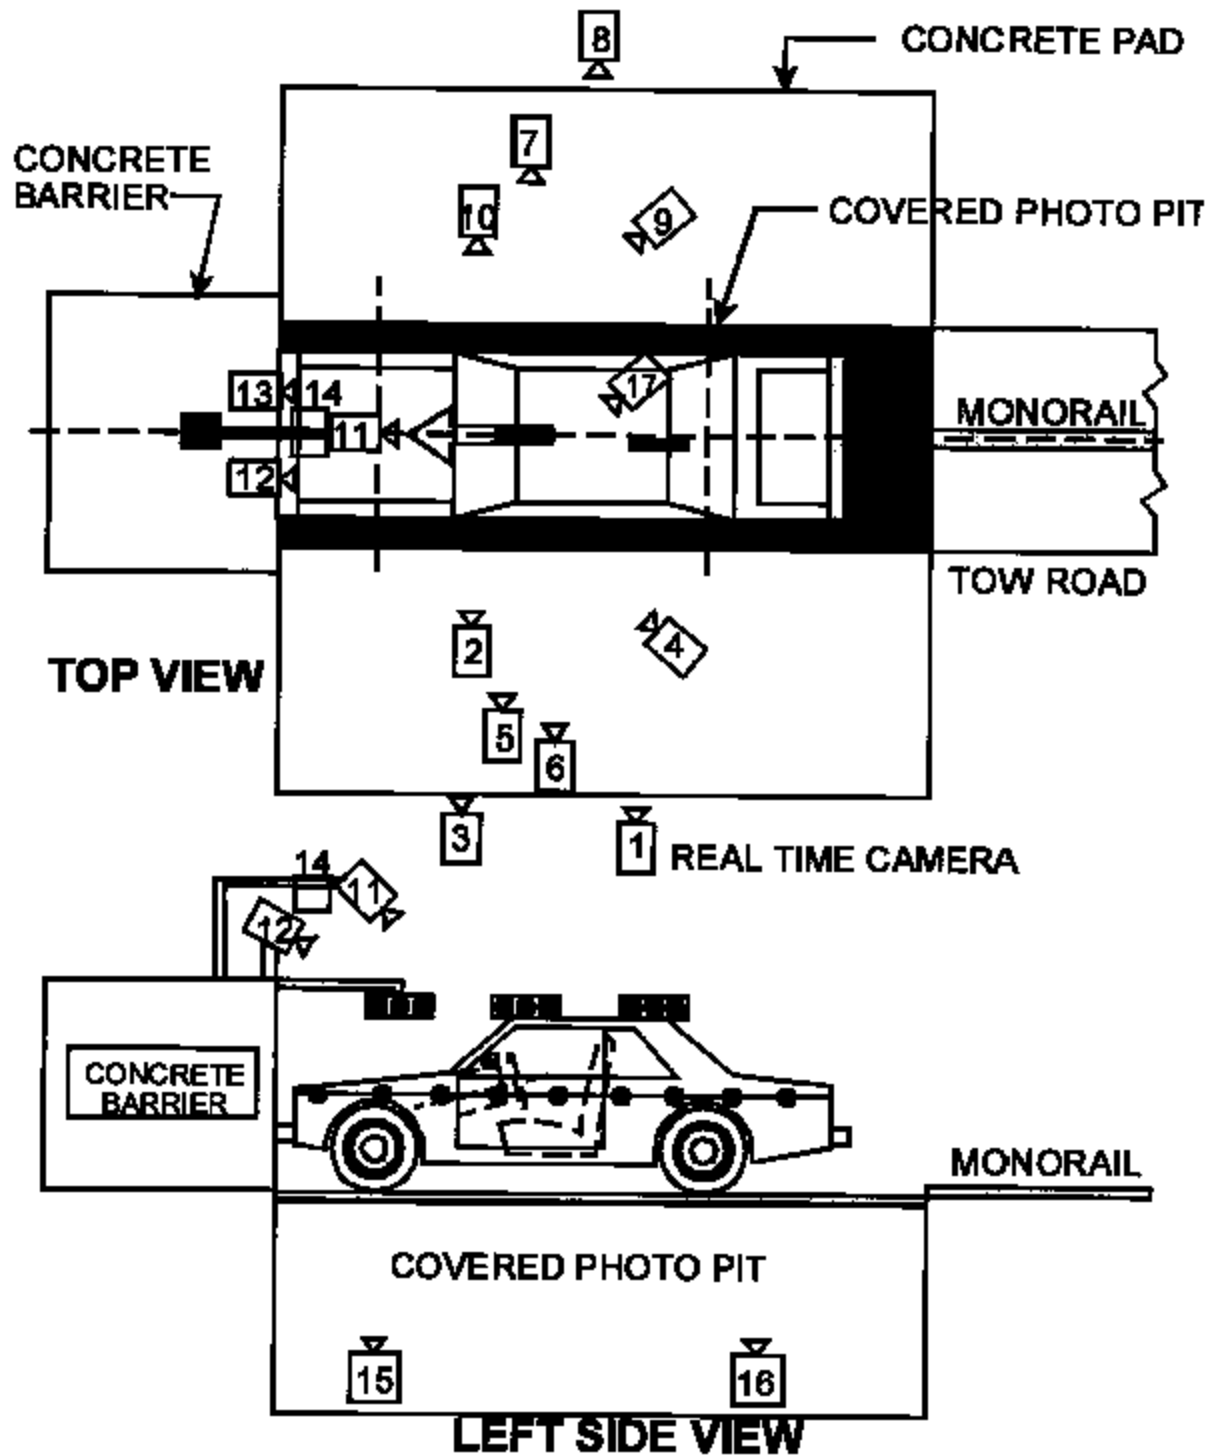 8
CONCRETE PAD
7
CONCRETE
BARRIER
10
9
COVERED PHOTO PIT
13
14
17
11
MONORAIL
12
TOW ROAD
2
4
TOP VIEW
5
6
3
1
REAL TIME CAMERA
14
11
12
CONCRETE
BARRIER
MONORAIL
COVERED PHOTO PIT
15
16
LEFT SIDE VIEW